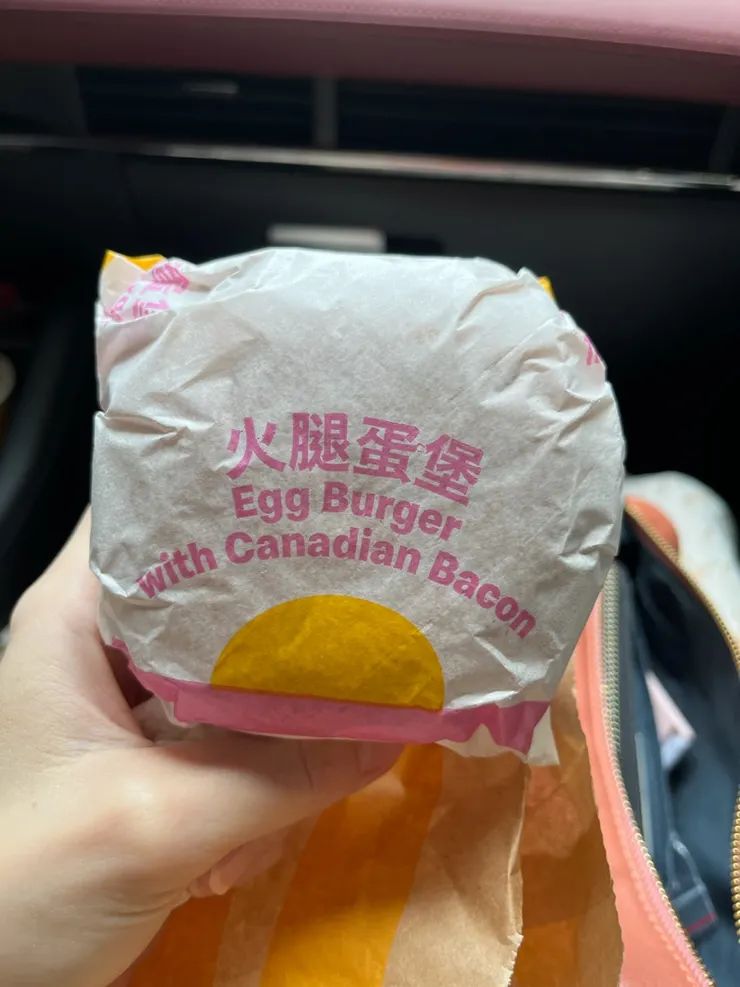 火腿蛋堡
Egg Burger
with Canadian Bacon